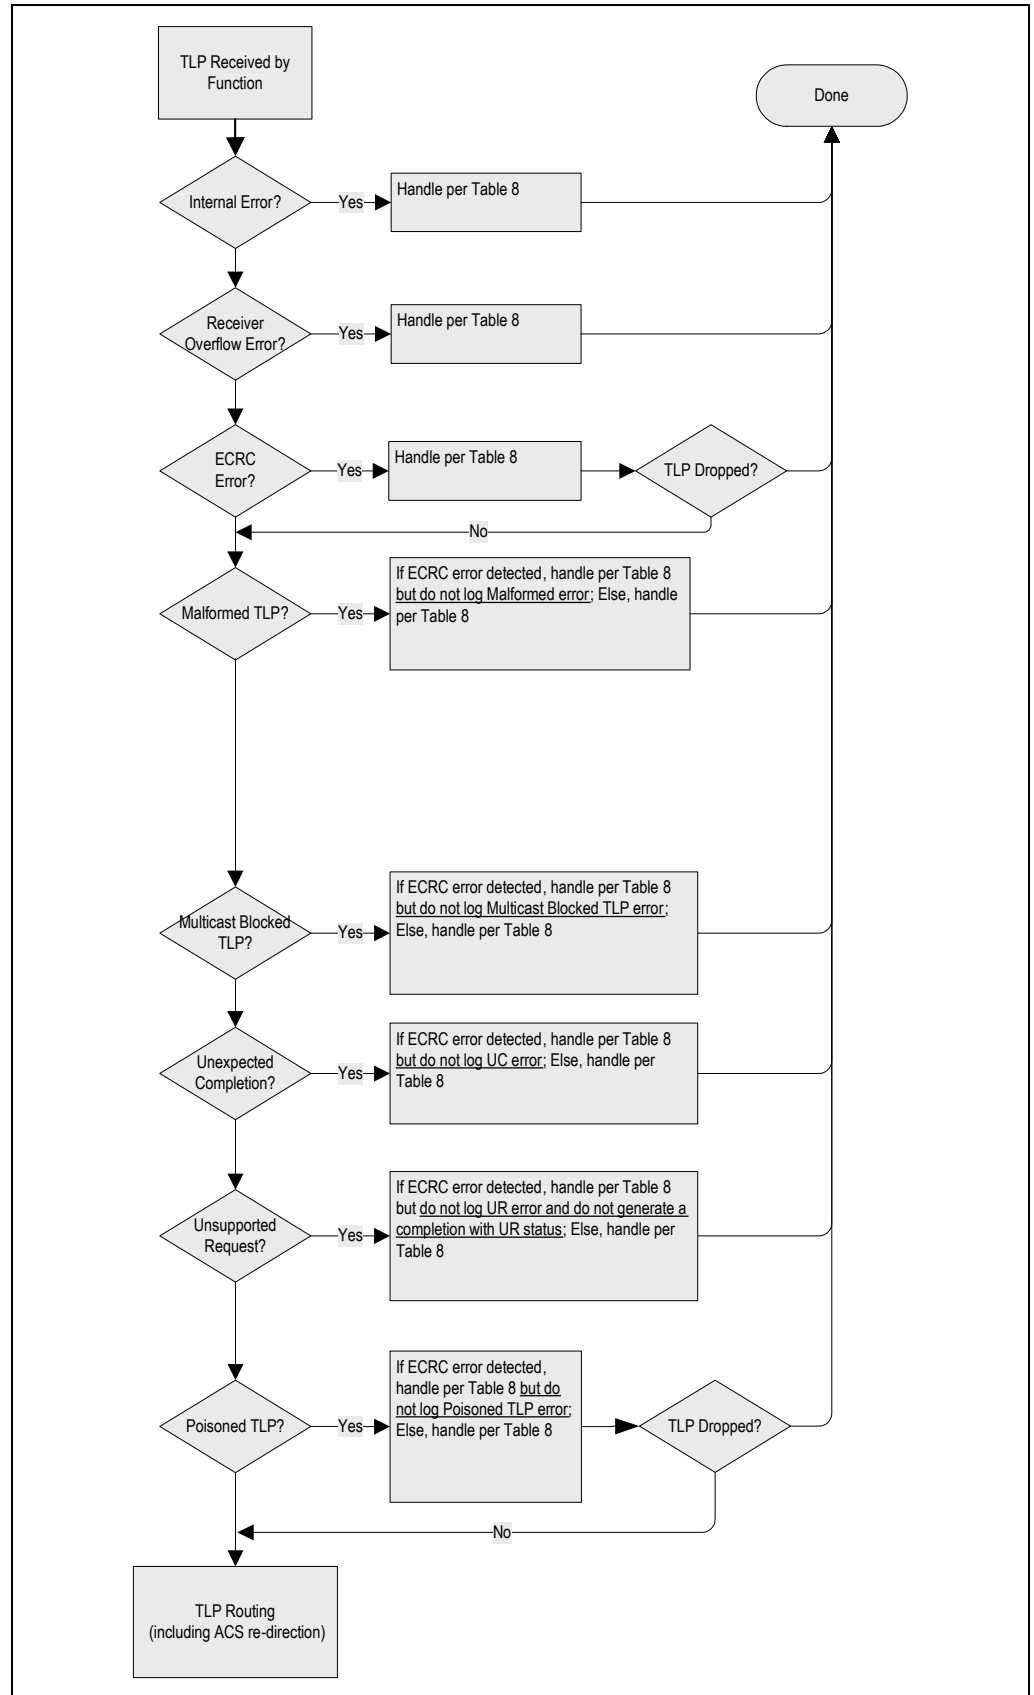 TLP Received by
Function
Done
Internal Error?
Yes
Handle per Table 8
Receiver
Overflow Error?
Yes
Handle per Table 8
ECRC
Error?
Yes
Handle per Table 8
TLP Dropped?
No
Malformed TLP?
Yes
If ECRC error detected, handle per Table 8
but do not log Malformed error; Else, handle
per Table 8
Multicast Blocked
TLP?
Yes
If ECRC error detected, handle per Table 8
but do not log Multicast Blocked TLP error;
Else, handle per Table 8
Unexpected
Completion?
Yes
If ECRC error detected, handle per Table 8
but do not log UC error; Else, handle per
Table 8
Unsupported
Request?
Yes
If ECRC error detected, handle per Table 8
but do not log UR error and do not generate a
completion with UR status; Else, handle per
Table 8
Poisoned TLP?
Yes
If ECRC error detected,
handle per Table 8 but do
not log Poisoned TLP error;
Else, handle per Table 8
TLP Dropped?
No
TLP Routing
(including ACS re-direction)